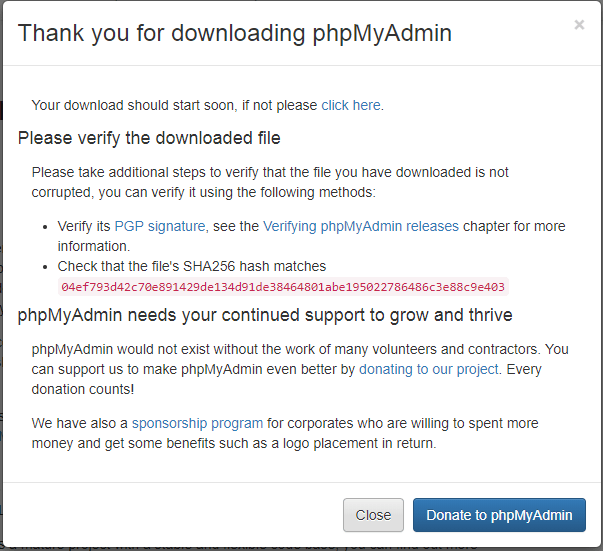 Thank you for downloading phpMyAdmin
×
Your download should start soon, if not please click here.
Please verify the downloaded file
Please take additional steps to verify that the file you have downloaded is not
corrupted, you can verify it using the following methods:
• Verify its PGP signature, see the Verifying phpMyAdmin releases chapter for more
information.
• Check that the file's SHA256 hash matches
04ef793d42c70e891429de134d91de38464801abe195022786486c3e88c9e403
phpMyAdmin needs your continued support to grow and thrive
phpMyAdmin would not exist without the work of many volunteers and contractors. You
can support us to make phpMyAdmin even better by donating to our project. Every
donation counts!
We have also a sponsorship program for corporates who are willing to spent more
money and get some benefits such as a logo placement in return.
Close
Donate to phpMyAdmin